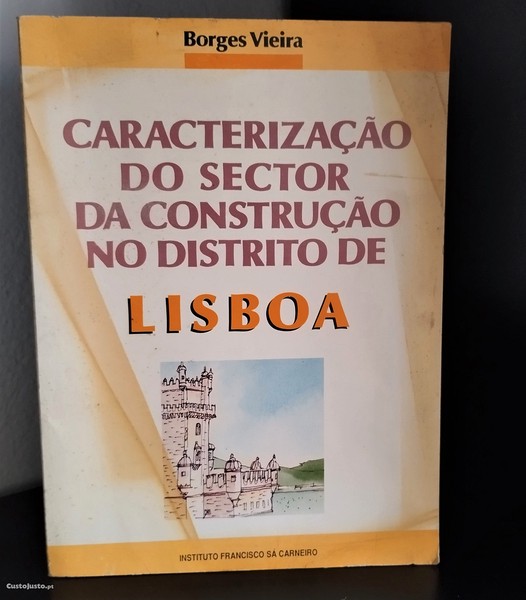 Borges Vieira
CARACTERIZAÇÃO
DO SECTOR
DA CONSTRUÇÃO
NO DISTRITO DE
LISBOA
INSTITUTO FRANCISCO SÁ CARNEIRO
CustoJusto.pt